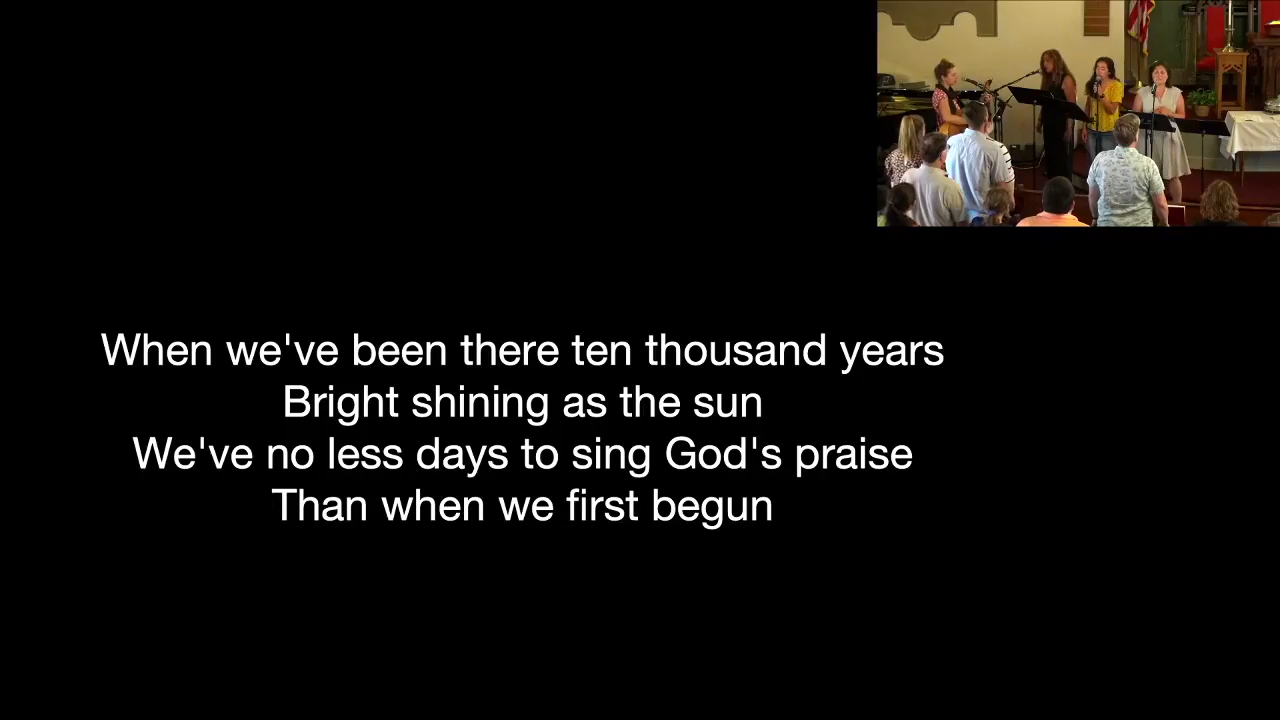 When we've been there ten thousand years
Bright shining as the sun
We've no less days to sing God's praise
Than when we first begun